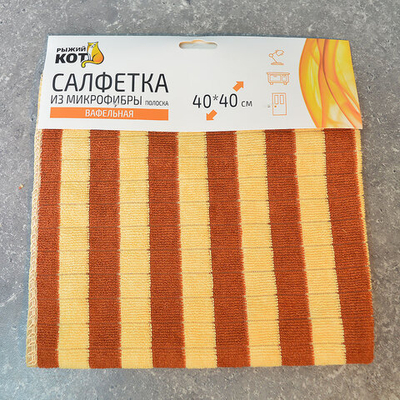 РЫЖИЙ
КОТ
САЛФЕТКА
ИЗ МИКРОФИБРЫ ПОЛОСКА
ВАФЕЛЬНАЯ
40*40 см